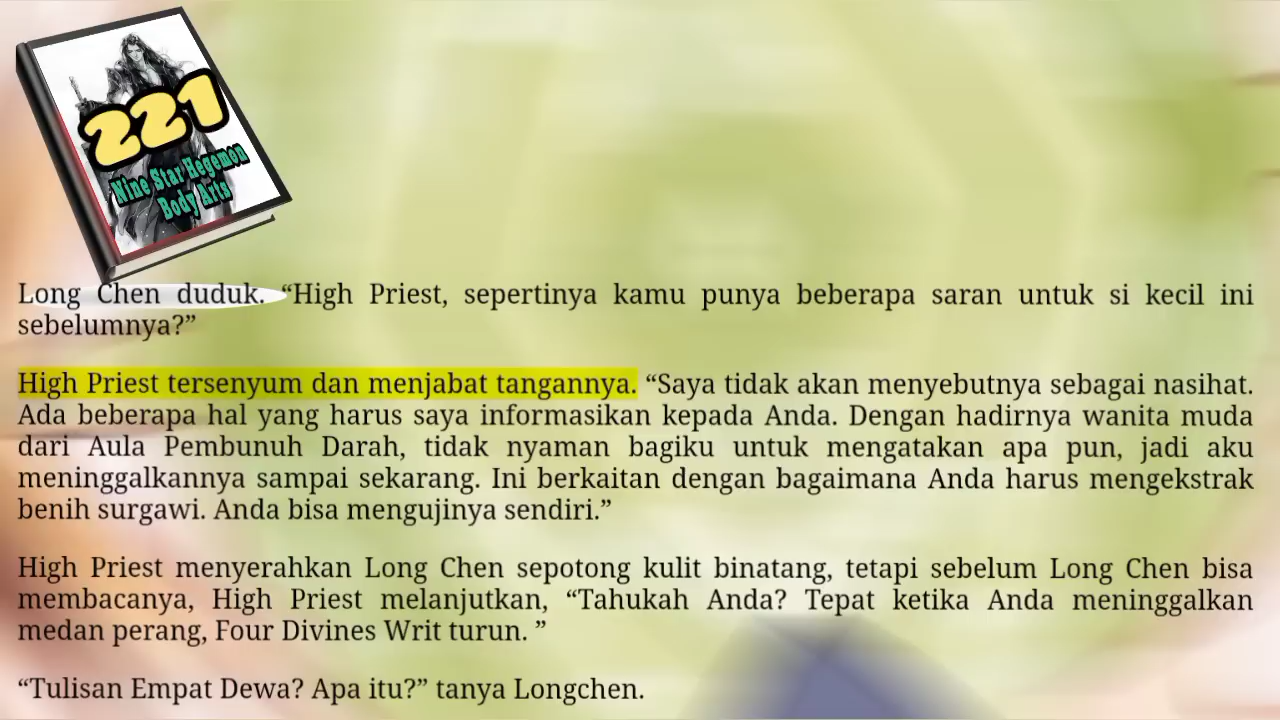 221
Nine Star Hegemon
Body Arts
Long Chen duduk. “High Priest, sepertinya kamu punya beberapa saran untuk si kecil ini
sebelumnya?”
High Priest tersenyum dan menjabat tangannya. “Saya tidak akan menyebutnya sebagai nasihat.
Ada beberapa hal yang harus saya informasikan kepada Anda. Dengan hadirnya wanita muda
dari Aula Pembunuh Darah, tidak nyaman bagiku untuk mengatakan apa pun, jadi aku
meninggalkannya sampai sekarang. Ini berkaitan dengan bagaimana Anda harus mengekstrak
benih surgawi. Anda bisa mengujinya sendiri.”
High Priest menyerahkan Long Chen sepotong kulit binatang, tetapi sebelum Long Chen bisa
membacanya, High Priest melanjutkan, “Tahukah Anda? Tepat ketika Anda meninggalkan
medan perang, Four Divines Writ turun. ”
“Tulisan Empat Dewa? Apa itu?” tanya Longchen.